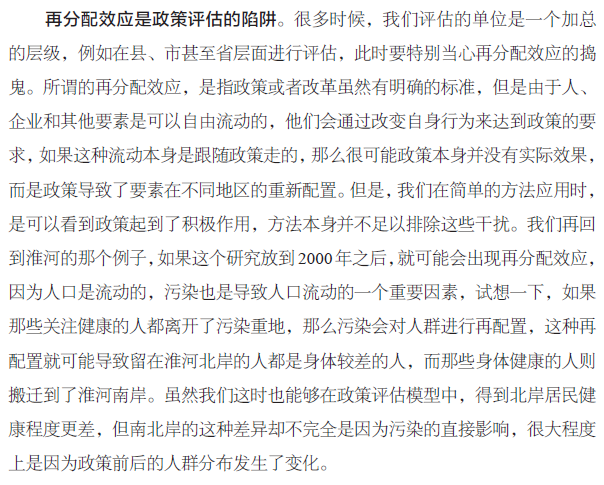 再分配效应是政策评估的陷阱。很多时候，我们评估的单位是一个加总
的层级，例如在县、市甚至省层面进行评估，此时要特别当心再分配效应的捣
鬼。所谓的再分配效应，是指政策或者改革虽然有明确的标准，但是由于人、
企业和其他要素是可以自由流动的，他们会通过改变自身行为来达到政策的要
求，如果这种流动本身是跟随政策走的，那么很可能政策本身并没有实际效果，
而是政策导致了要素在不同地区的重新配置。但是，我们在简单的方法应用时，
是可以看到政策起到了积极作用，方法本身并不足以排除这些干扰。我们再回
到淮河的那个例子，如果这个研究放到 2000 年之后，就可能会出现再分配效应，
因为人口是流动的，污染也是导致人口流动的一个重要因素，试想一下，如果
那些关注健康的人都离开了污染重地，那么污染会对人群进行再配置，这种再
配置就可能导致留在淮河北岸的人都是身体较差的人，而那些身体健康的人则
搬迁到了淮河南岸。虽然我们这时也能够在政策评估模型中，得到北岸居民健
康程度更差，但南北岸的这种差异却不完全是因为污染的直接影响，很大程度
上是因为政策前后的人群分布发生了变化。